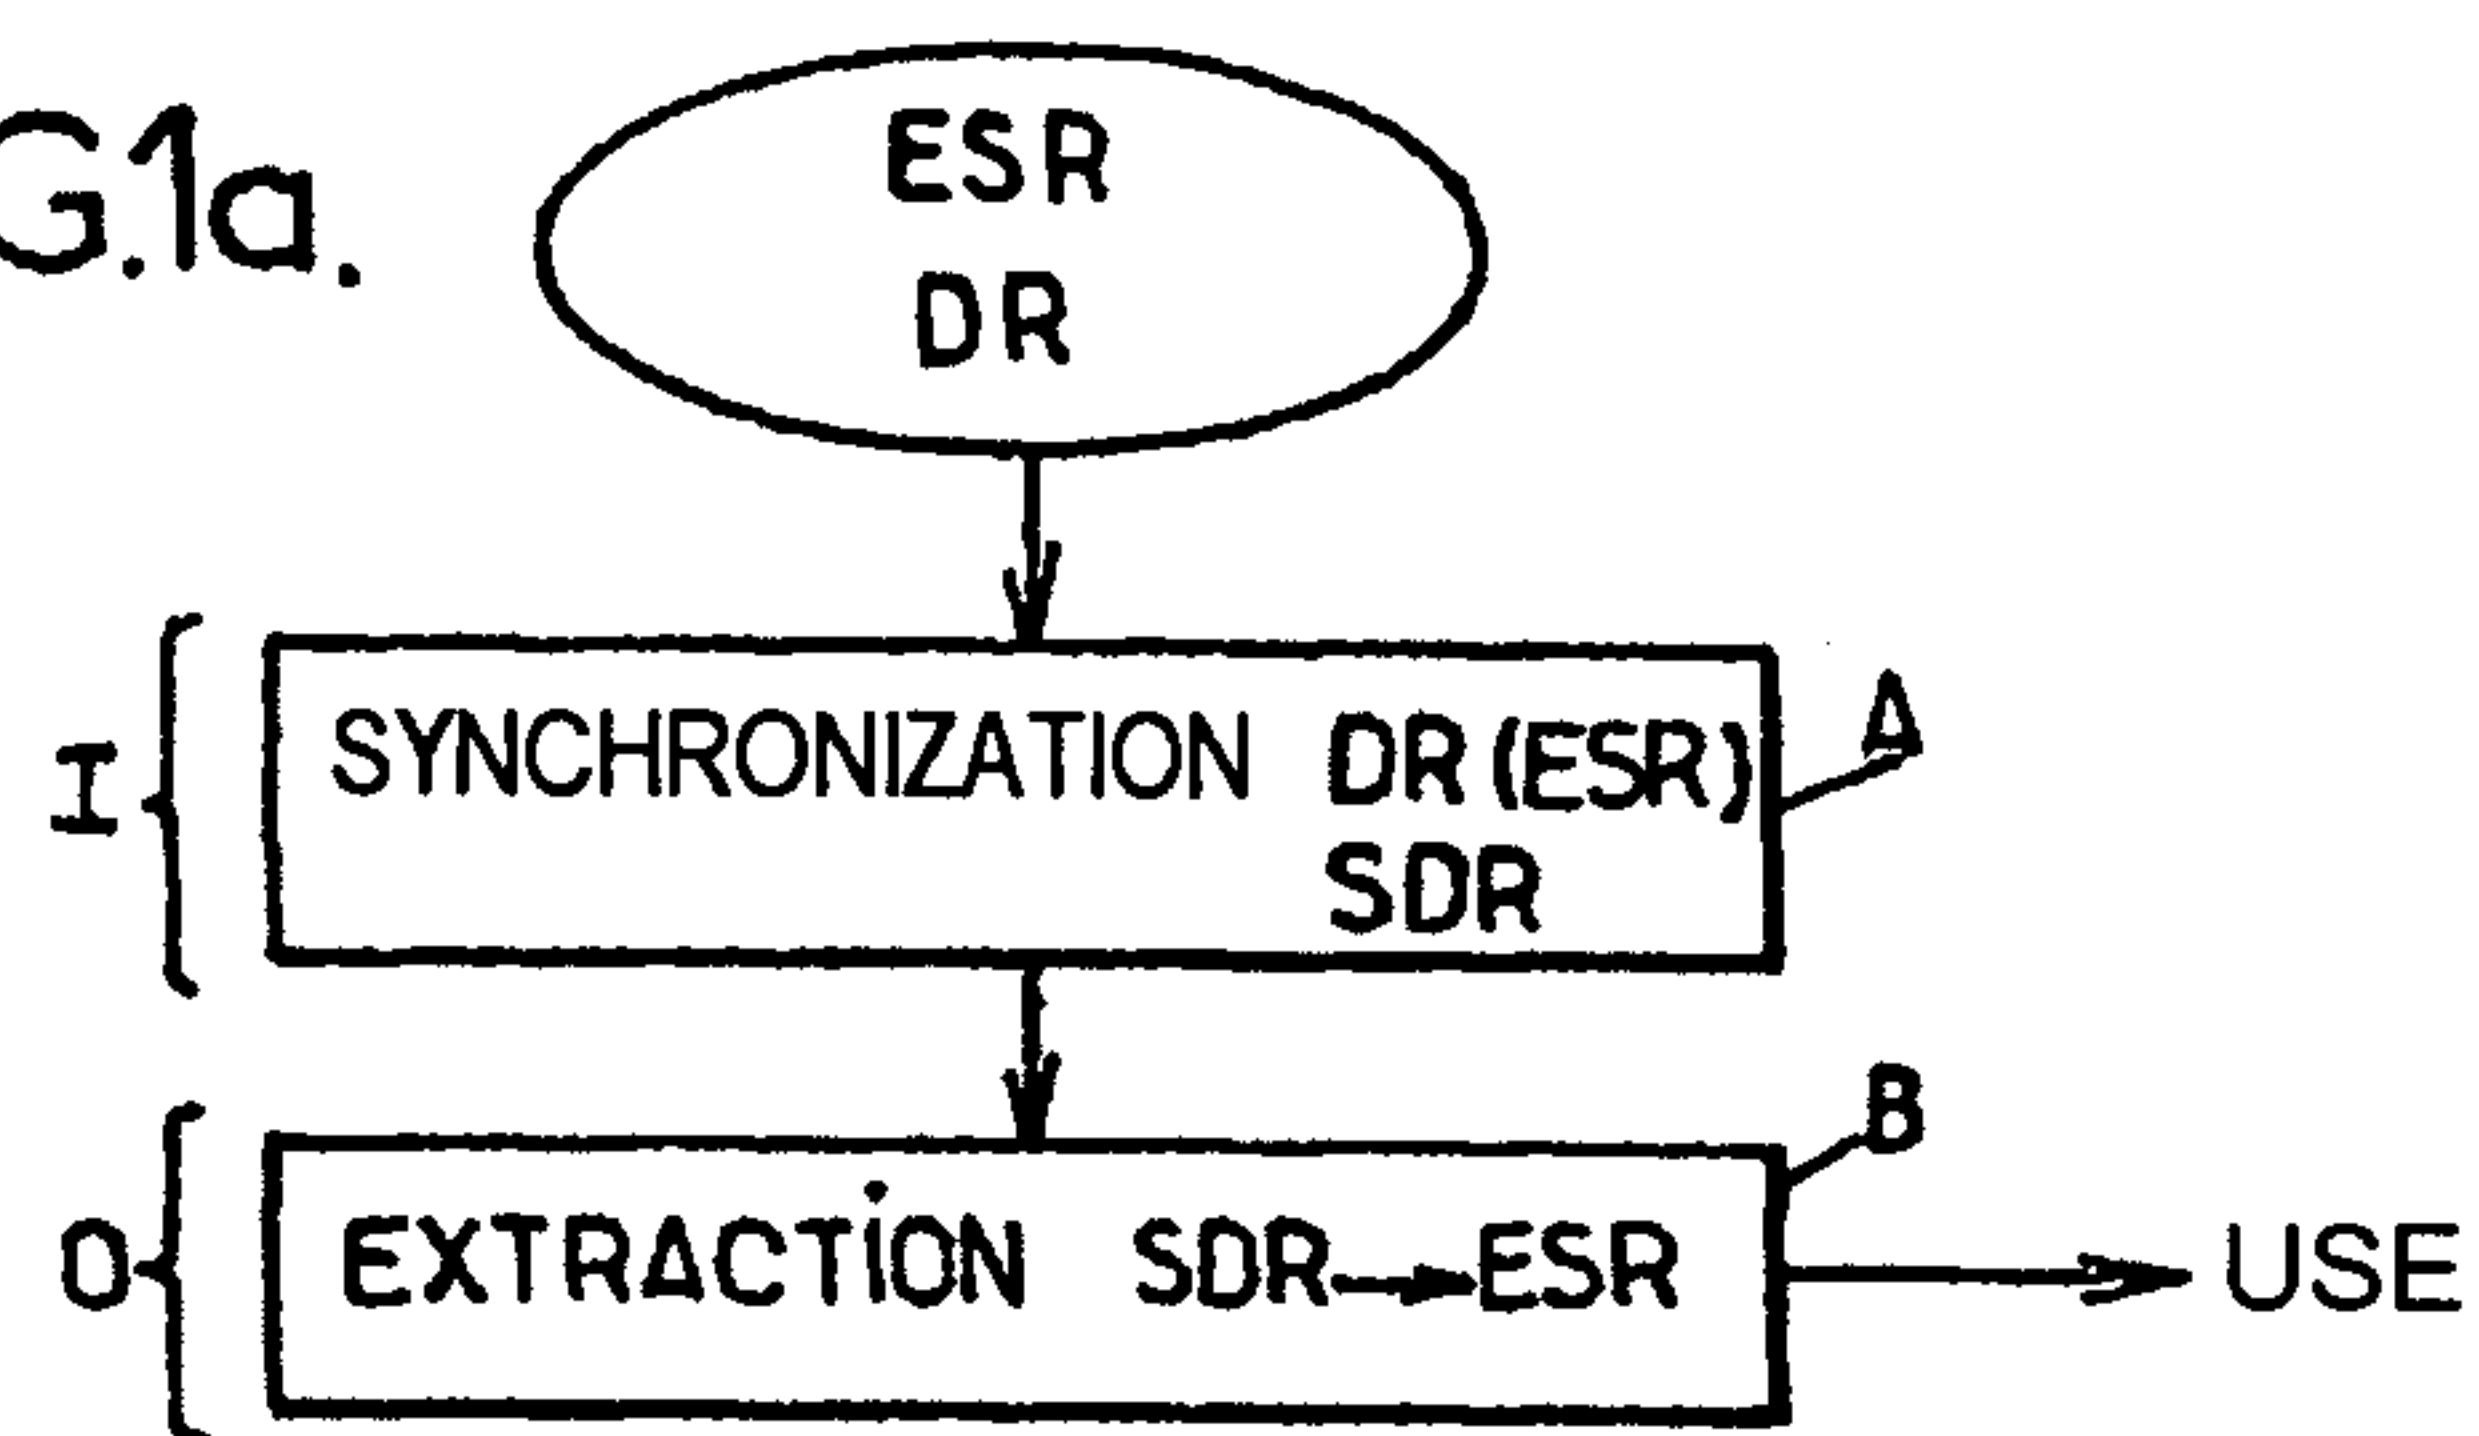 G.1a.
ESR
DR
I
SYNCHRONIZATION DR (ESR)
SDR
A
B
O
EXTRACTION SDR→ESR
USE